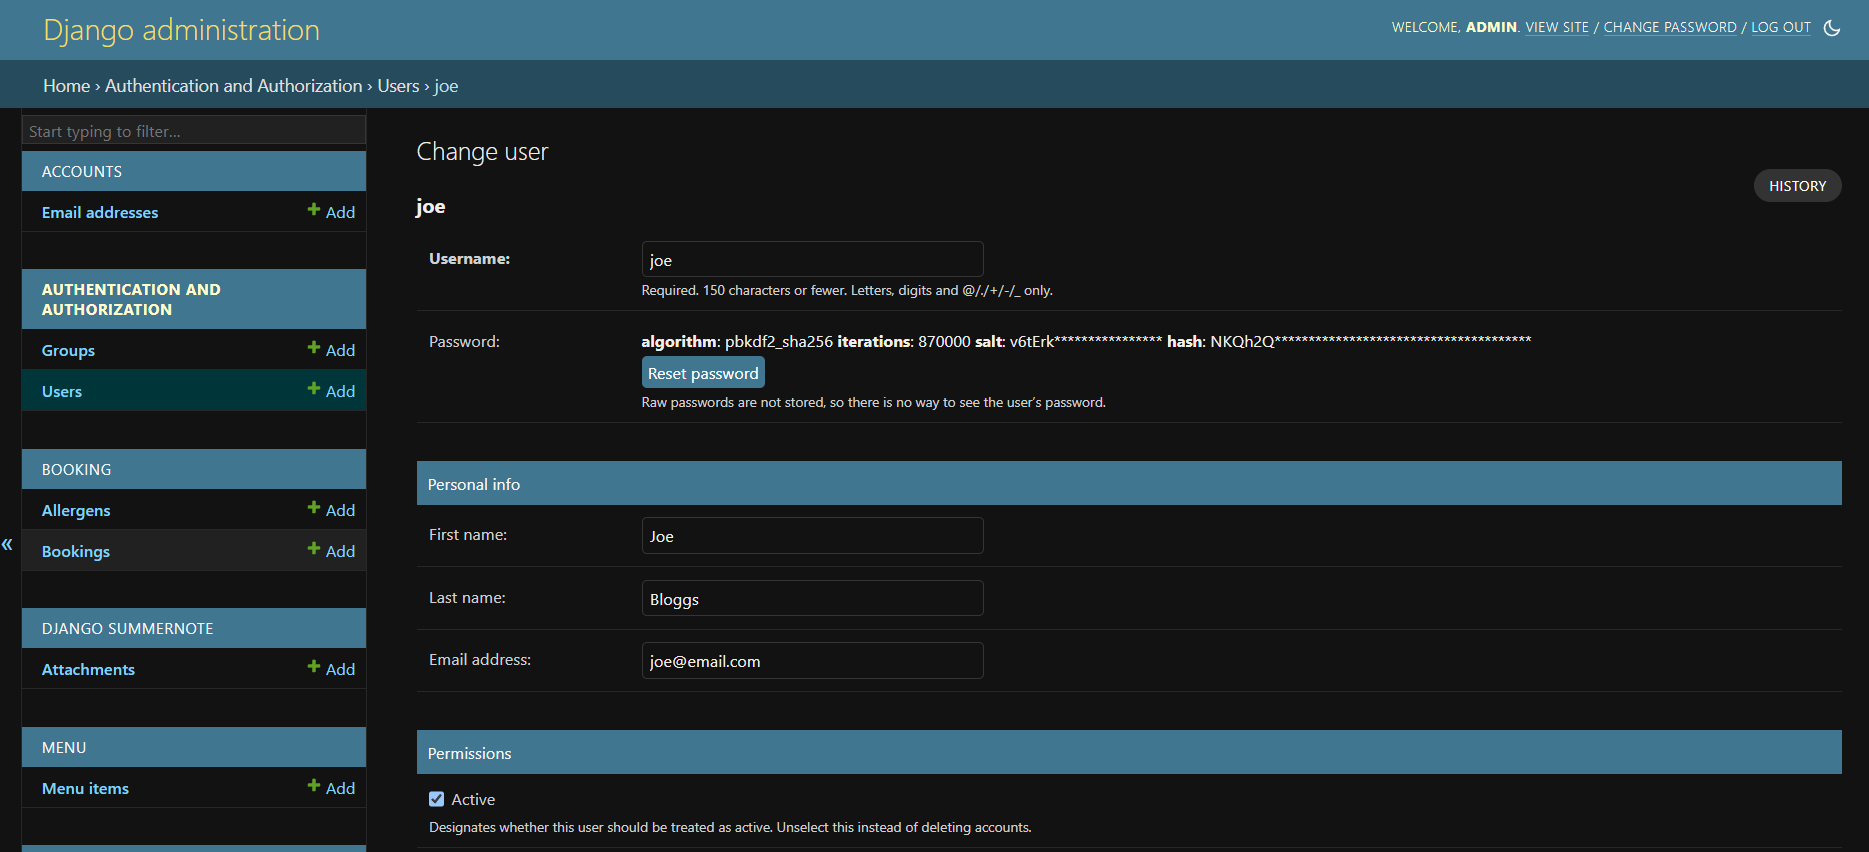 Django administration
WELCOME, ADMIN. VIEW SITE / CHANGE PASSWORD / LOG OUT
Home › Authentication and Authorization › Users › joe
Start typing to filter...
ACCOUNTS
Email addresses + Add
AUTHENTICATION AND
AUTHORIZATION
Groups + Add
Users + Add
BOOKING
Allergens + Add
Bookings + Add
DJANGO SUMMERNOTE
Attachments + Add
MENU
Menu items + Add
«
Change user
HISTORY
joe
Username: joe
Required. 150 characters or fewer. Letters, digits and @/./+/-/_ only.
Password: algorithm: pbkdf2_sha256 iterations: 870000 salt: v6tErk**************** hash: NKQh2Q**************************************
Reset password
Raw passwords are not stored, so there is no way to see the user’s password.
Personal info
First name: Joe
Last name: Bloggs
Email address: joe@email.com
Permissions
Active
Designates whether this user should be treated as active. Unselect this instead of deleting accounts.